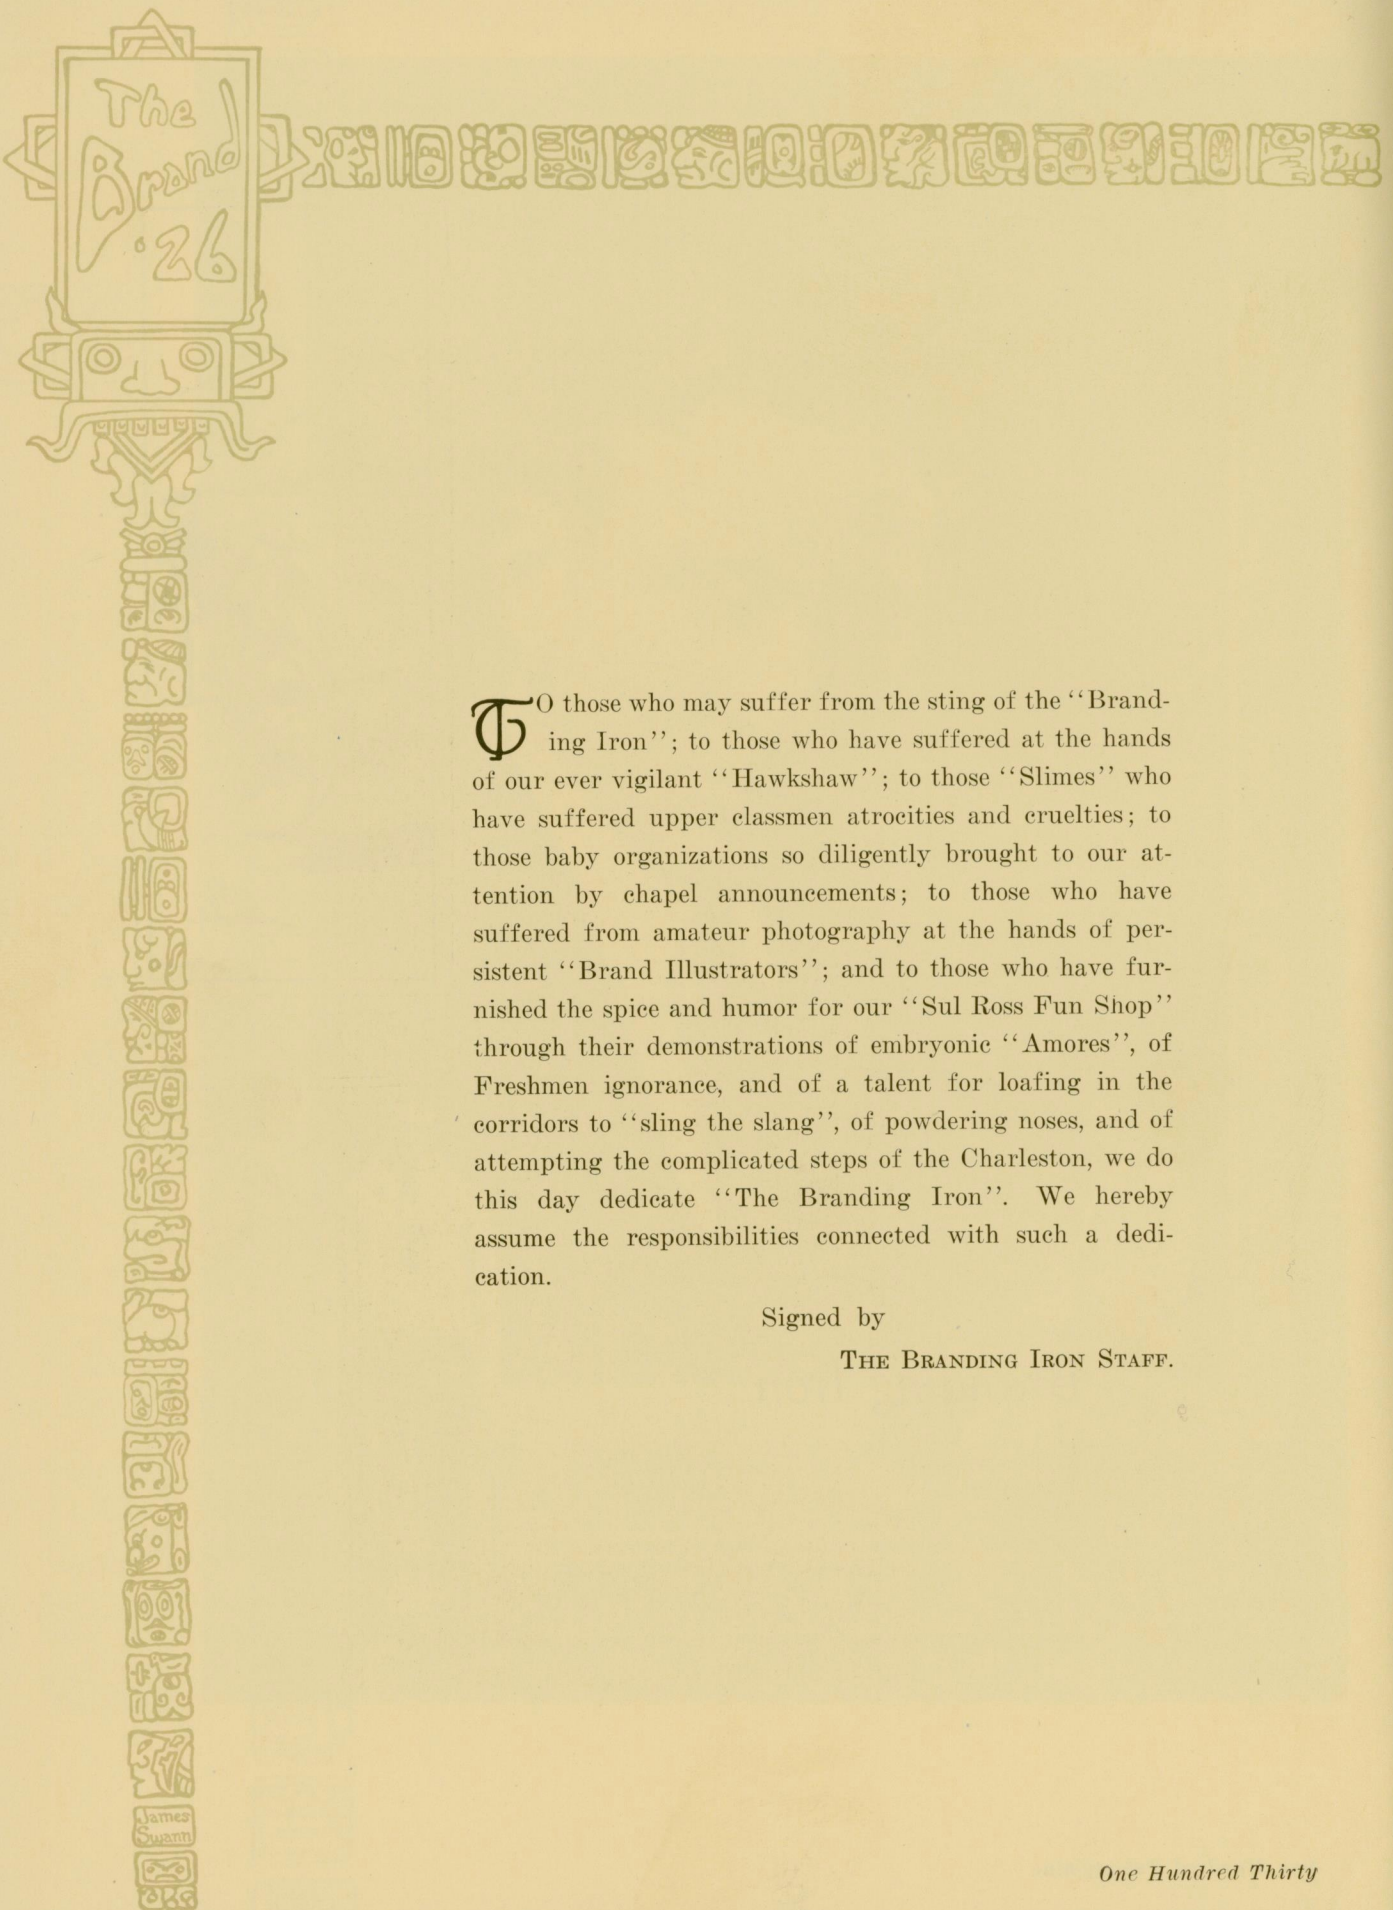 The
Brand
'26
TO those who may suffer from the sting of the "Brand-
ing Iron"; to those who have suffered at the hands
of our ever vigilant "Hawkshaw"; to those "Slimes" who
have suffered upper classmen atrocities and cruelties; to
those baby organizations so diligently brought to our at-
tention by chapel announcements; to those who have
suffered from amateur photography at the hands of per-
sistent "Brand Illustrators"; and to those who have fur-
nished the spice and humor for our "Sul Ross Fun Shop"
through their demonstrations of embryonic "Amores", of
Freshmen ignorance, and of a talent for loafing in the
corridors to "sling the slang", of powdering noses, and of
attempting the complicated steps of the Charleston, we do
this day dedicate "The Branding Iron". We hereby
assume the responsibilities connected with such a dedi-
cation.
Signed by
THE BRANDING IRON STAFF.
James
Swann
One Hundred Thirty